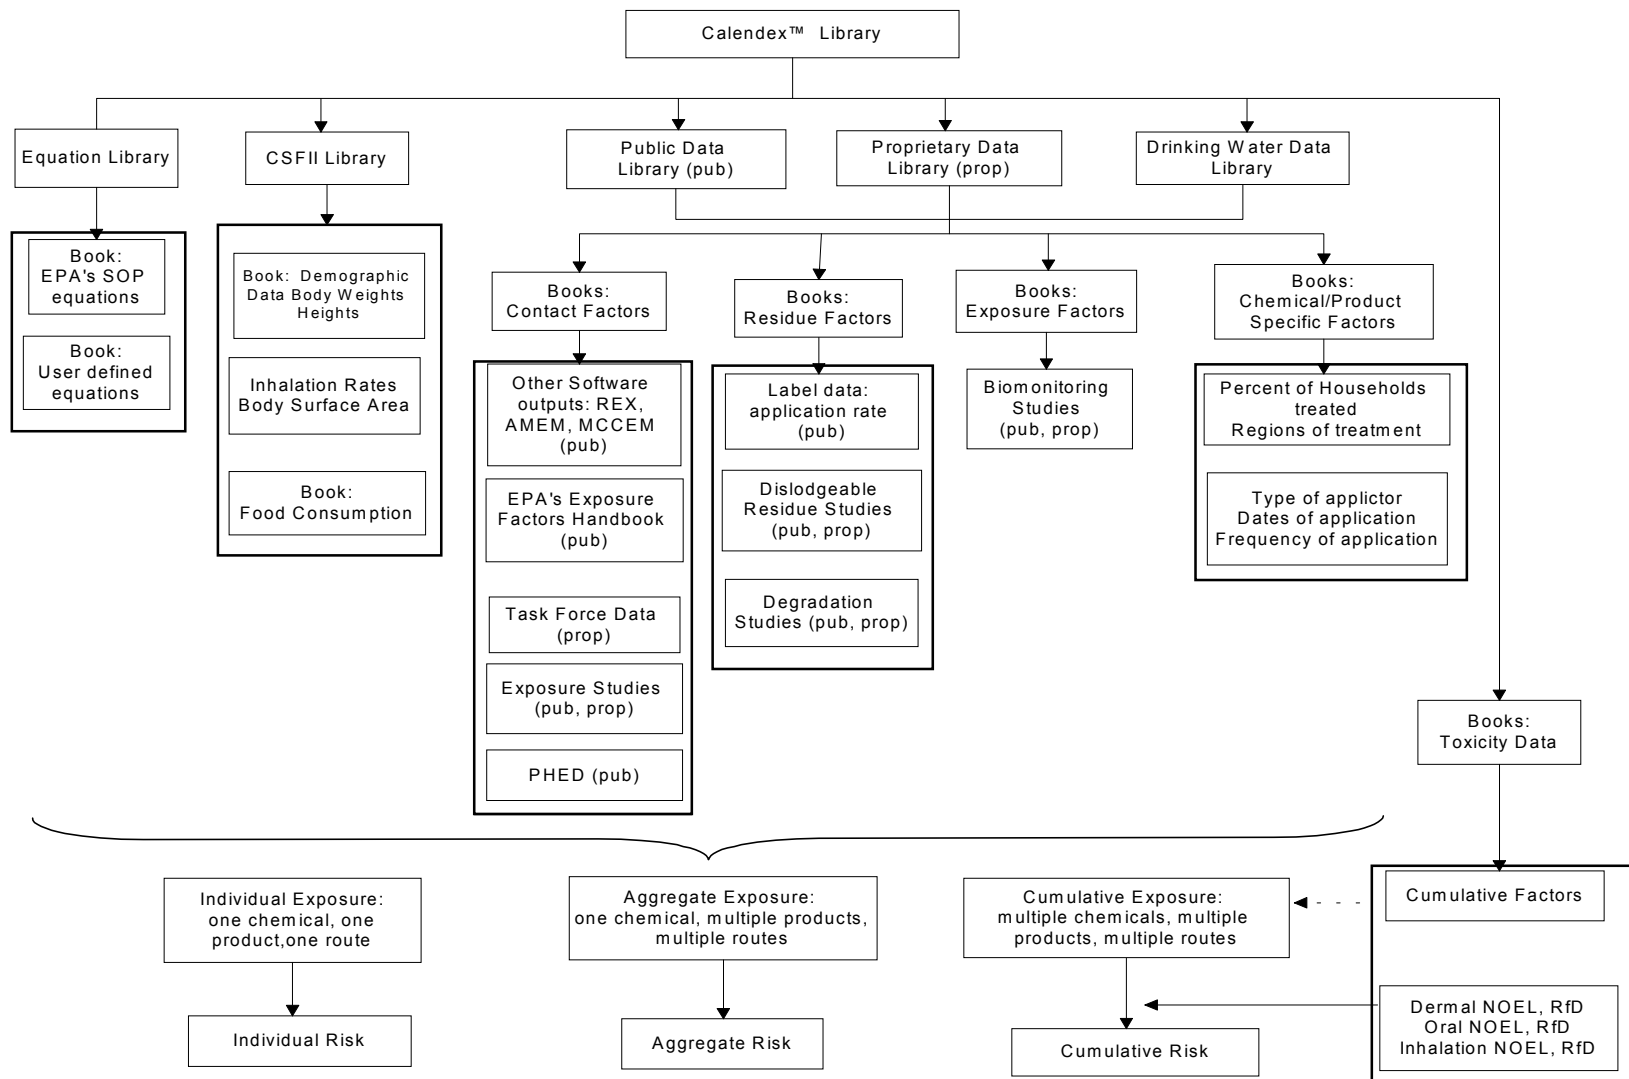 Calendex™ Library
Equation Library
CSFII Library
Public Data
Library (pub)
Proprietary Data
Library (prop)
Drinking Water Data
Library
Book:
EPA's SOP
equations
Book:
User defined
equations
Book: Demographic
Data Body Weights
Heights
Inhalation Rates
Body Surface Area
Book:
Food Consumption
Books:
Contact Factors
Books:
Residue Factors
Books:
Exposure Factors
Books:
Chemical/Product
Specific Factors
Other Software
outputs: REX,
AMEM, MCCEM
(pub)
EPA's Exposure
Factors Handbook
(pub)
Task Force Data
(prop)
Exposure Studies
(pub, prop)
PHED (pub)
Label data:
application rate
(pub)
Dislodgeable
Residue Studies
(pub, prop)
Degradation
Studies (pub, prop)
Biomonitoring
Studies
(pub, prop)
Percent of Households
treated
Regions of treatment
Type of applictor
Dates of application
Frequency of application
Books:
Toxicity Data
Individual Exposure:
one chemical, one
product,one route
Aggregate Exposure:
one chemical, multiple products,
multiple routes
Cumulative Exposure:
multiple chemicals, multiple
products, multiple routes
Cumulative Factors
Dermal NOEL, RfD
Oral NOEL, RfD
Inhalation NOEL, RfD
Individual Risk
Aggregate Risk
Cumulative Risk